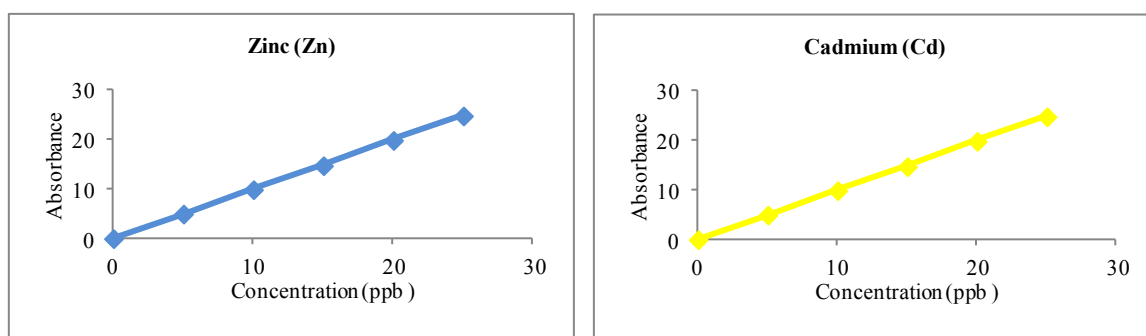 Zinc (Zn)
30
20
10
0
Absorbance
0 10 20 30
Concentration (ppb )
Cadmium (Cd)
30
20
10
0
Absorbance
0 10 20 30
Concentration (ppb )